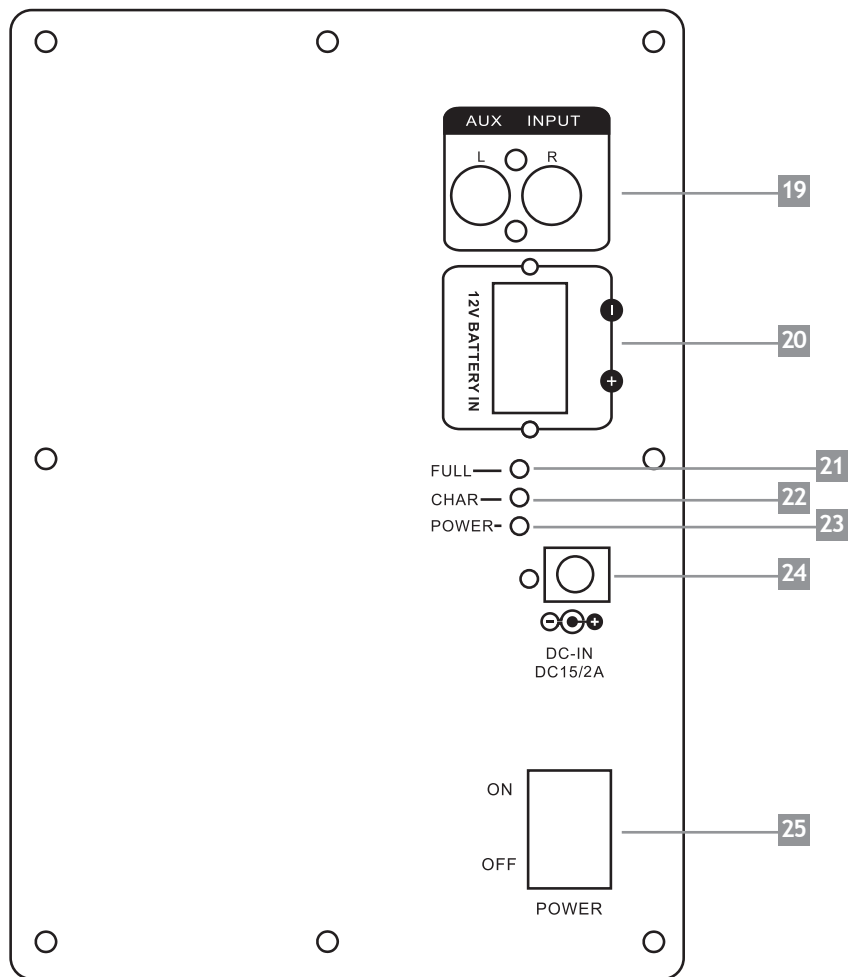 AUX INPUT
L R
19
12V BATTERY IN
20
FULL
21
CHAR
22
POWER
23
24
DC-IN
DC15/2A
ON
25
OFF
POWER